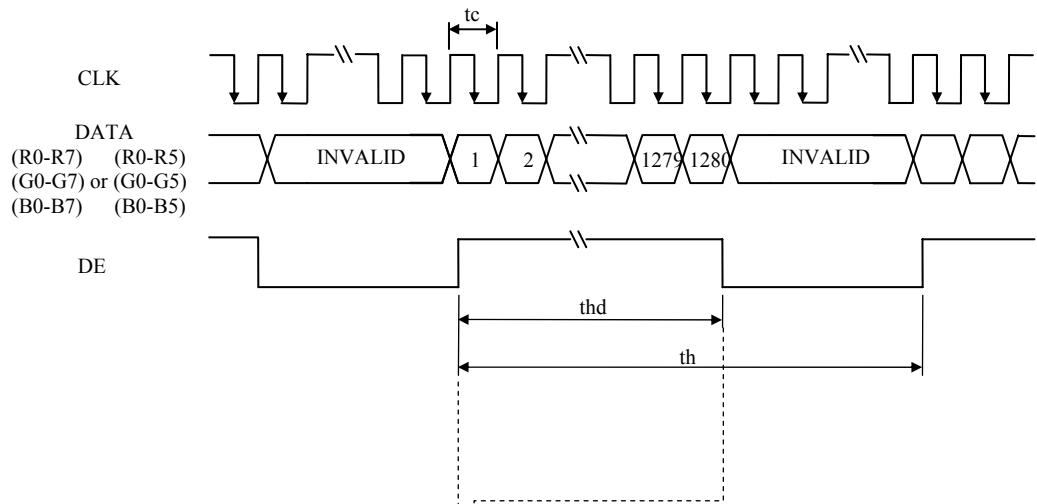 tc
CLK
DATA
(R0-R7) (R0-R5)
(G0-G7) or (G0-G5)
(B0-B7) (B0-B5)
INVALID 1 2 1279 1280 INVALID
DE
thd
th